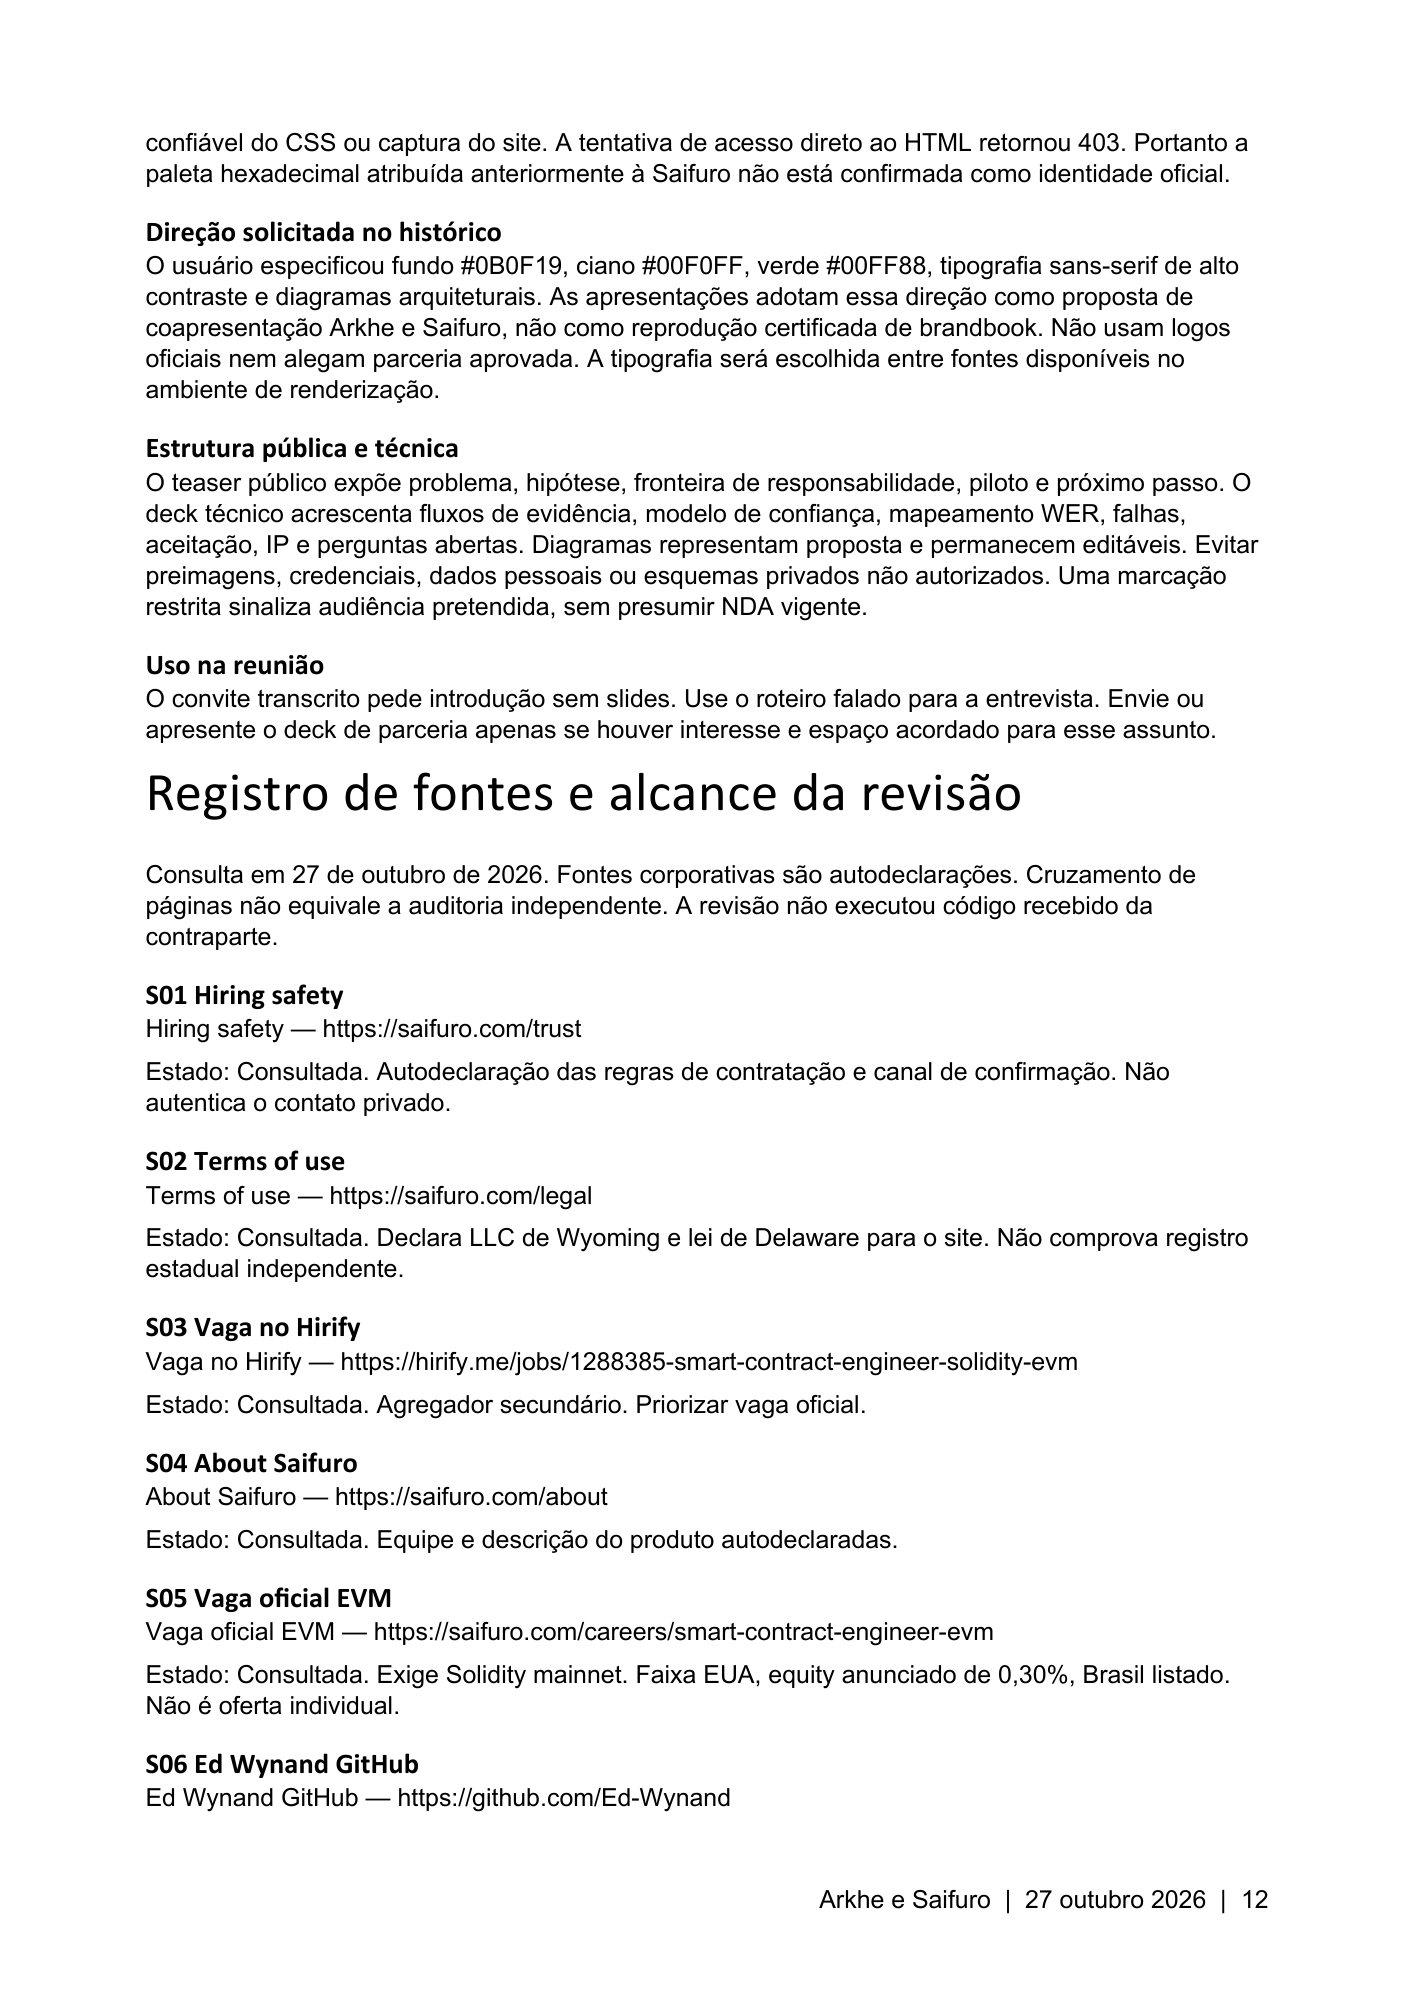 confiável do CSS ou captura do site. A tentativa de acesso direto ao HTML retornou 403. Portanto a
paleta hexadecimal atribuída anteriormente à Saifuro não está confirmada como identidade oficial.
Direção solicitada no histórico
O usuário especificou fundo #0B0F19, ciano #00F0FF, verde #00FF88, tipografia sans-serif de alto
contraste e diagramas arquiteturais. As apresentações adotam essa direção como proposta de
coapresentação Arkhe e Saifuro, não como reprodução certificada de brandbook. Não usam logos
oficiais nem alegam parceria aprovada. A tipografia será escolhida entre fontes disponíveis no
ambiente de renderização.
Estrutura pública e técnica
O teaser público expõe problema, hipótese, fronteira de responsabilidade, piloto e próximo passo. O
deck técnico acrescenta fluxos de evidência, modelo de confiança, mapeamento WER, falhas,
aceitação, IP e perguntas abertas. Diagramas representam proposta e permanecem editáveis. Evitar
preimagens, credenciais, dados pessoais ou esquemas privados não autorizados. Uma marcação
restrita sinaliza audiência pretendida, sem presumir NDA vigente.
Uso na reunião
O convite transcrito pede introdução sem slides. Use o roteiro falado para a entrevista. Envie ou
apresente o deck de parceria apenas se houver interesse e espaço acordado para esse assunto.
Registro de fontes e alcance da revisão
Consulta em 27 de outubro de 2026. Fontes corporativas são autodeclarações. Cruzamento de
páginas não equivale a auditoria independente. A revisão não executou código recebido da
contraparte.
S01 Hiring safety
Hiring safety — https://saifuro.com/trust
Estado: Consultada. Autodeclaração das regras de contratação e canal de confirmação. Não
autentica o contato privado.
S02 Terms of use
Terms of use — https://saifuro.com/legal
Estado: Consultada. Declara LLC de Wyoming e lei de Delaware para o site. Não comprova registro
estadual independente.
S03 Vaga no Hirify
Vaga no Hirify — https://hirify.me/jobs/1288385-smart-contract-engineer-solidity-evm
Estado: Consultada. Agregador secundário. Priorizar vaga oficial.
S04 About Saifuro
About Saifuro — https://saifuro.com/about
Estado: Consultada. Equipe e descrição do produto autodeclaradas.
S05 Vaga oficial EVM
Vaga oficial EVM — https://saifuro.com/careers/smart-contract-engineer-evm
Estado: Consultada. Exige Solidity mainnet. Faixa EUA, equity anunciado de 0,30%, Brasil listado.
Não é oferta individual.
S06 Ed Wynand GitHub
Ed Wynand GitHub — https://github.com/Ed-Wynand
Arkhe e Saifuro | 27 outubro 2026 | 12